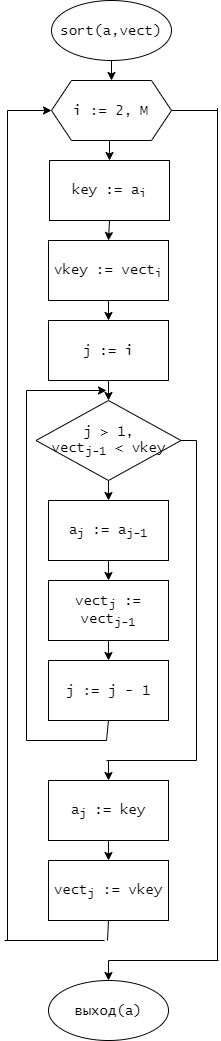 sort(a,vect)
i := 2, M
key := aᵢ
vkey := vectᵢ
j := i
j > 1,
vectⱼ₋₁ < vkey
aⱼ := aⱼ₋₁
vectⱼ :=
vectⱼ₋₁
j := j - 1
aⱼ := key
vectⱼ := vkey
выход(a)